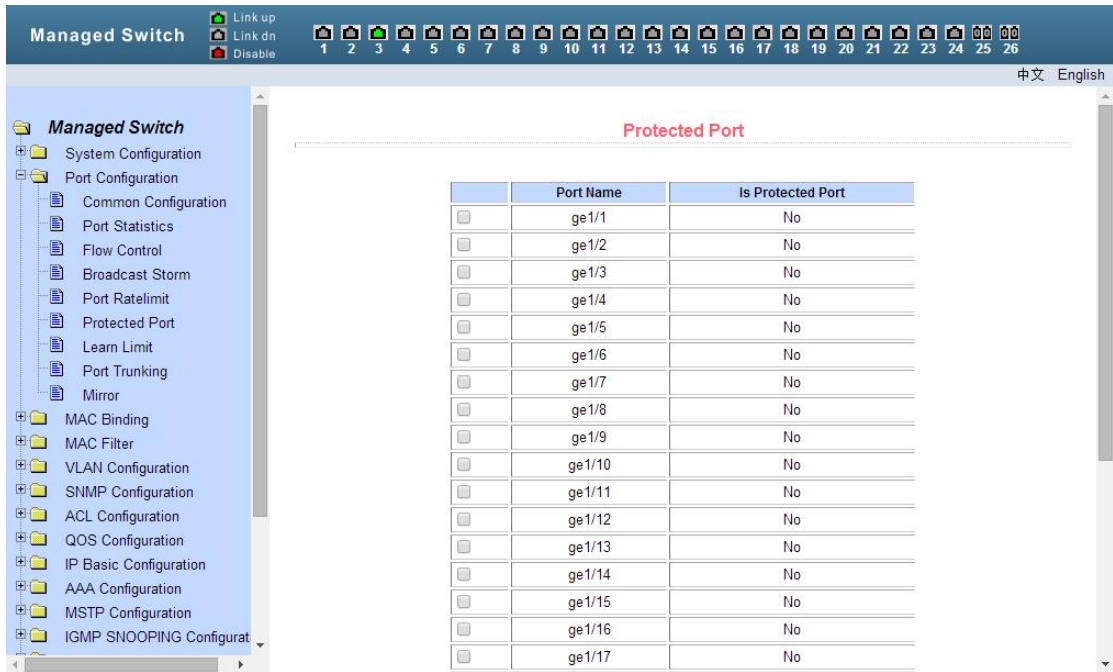 Managed Switch
Link up
Link dn
Disable
1 2 3 4 5 6 7 8 9 10 11 12 13 14 15 16 17 18 19 20 21 22 23 24 25 26
中文 English
Managed Switch
System Configuration
Port Configuration
Common Configuration
Port Statistics
Flow Control
Broadcast Storm
Port Ratelimit
Protected Port
Learn Limit
Port Trunking
Mirror
MAC Binding
MAC Filter
VLAN Configuration
SNMP Configuration
ACL Configuration
QOS Configuration
IP Basic Configuration
AAA Configuration
MSTP Configuration
IGMP SNOOPING Configurat
Protected Port
Port Name Is Protected Port
ge1/1 No
ge1/2 No
ge1/3 No
ge1/4 No
ge1/5 No
ge1/6 No
ge1/7 No
ge1/8 No
ge1/9 No
ge1/10 No
ge1/11 No
ge1/12 No
ge1/13 No
ge1/14 No
ge1/15 No
ge1/16 No
ge1/17 No